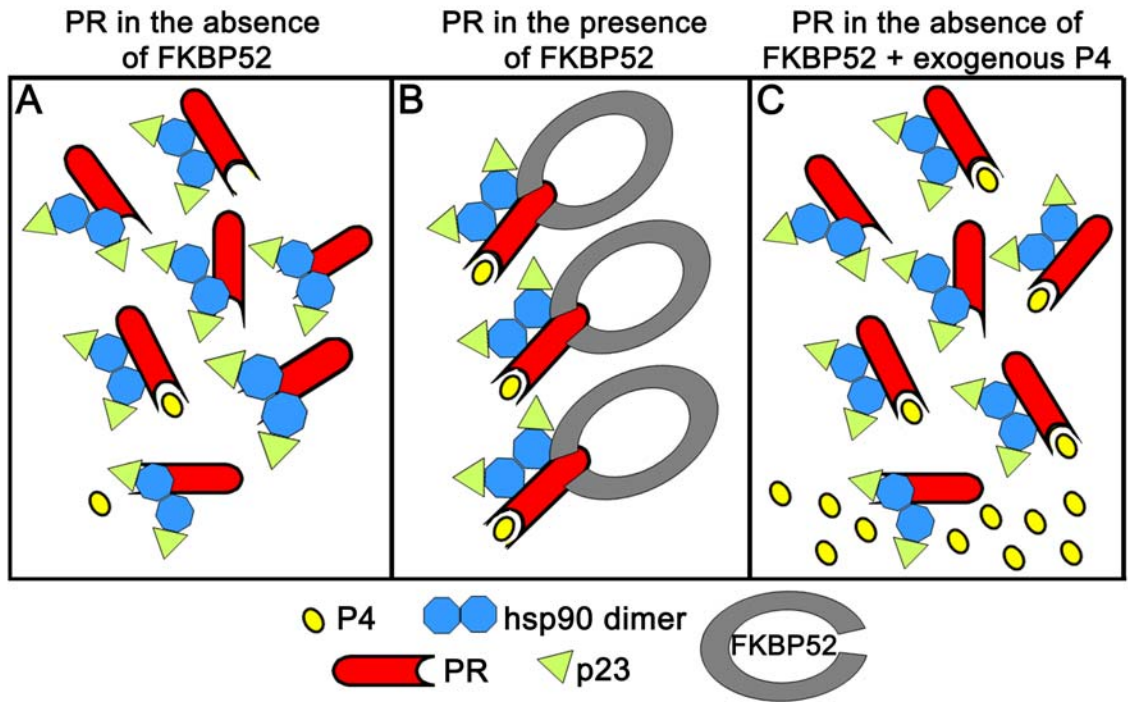 PR in the absence
of FKBP52
PR in the presence
of FKBP52
PR in the absence of
FKBP52 + exogenous P4
A
B
C
P4
hsp90 dimer
FKBP52
PR
p23